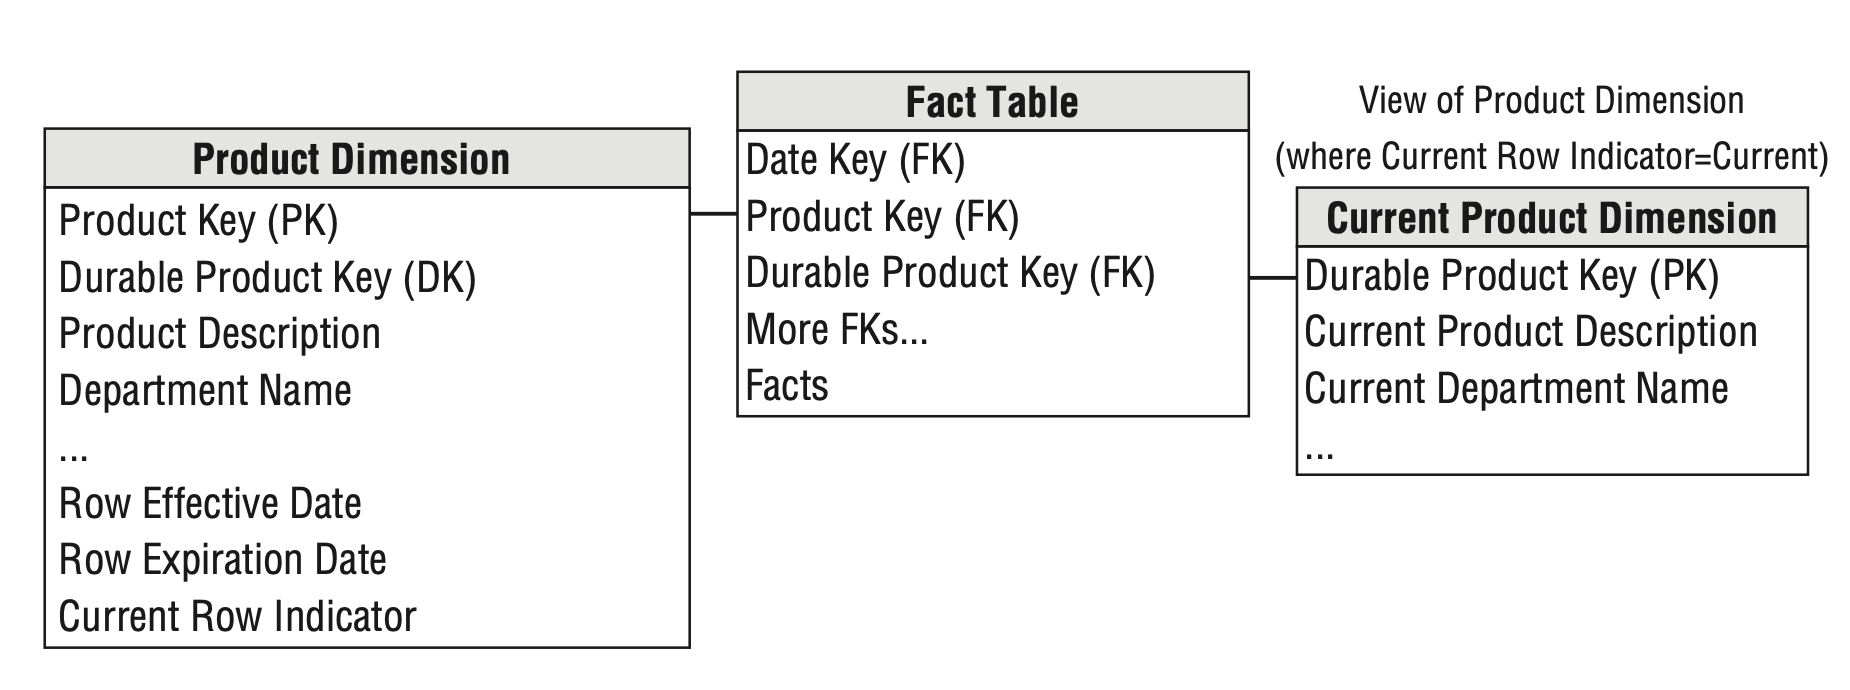 Product Dimension
Product Key (PK)
Durable Product Key (DK)
Product Description
Department Name
...
Row Effective Date
Row Expiration Date
Current Row Indicator
Fact Table
Date Key (FK)
Product Key (FK)
Durable Product Key (FK)
More FKs...
Facts
View of Product Dimension
(where Current Row Indicator=Current)
Current Product Dimension
Durable Product Key (PK)
Current Product Description
Current Department Name
...